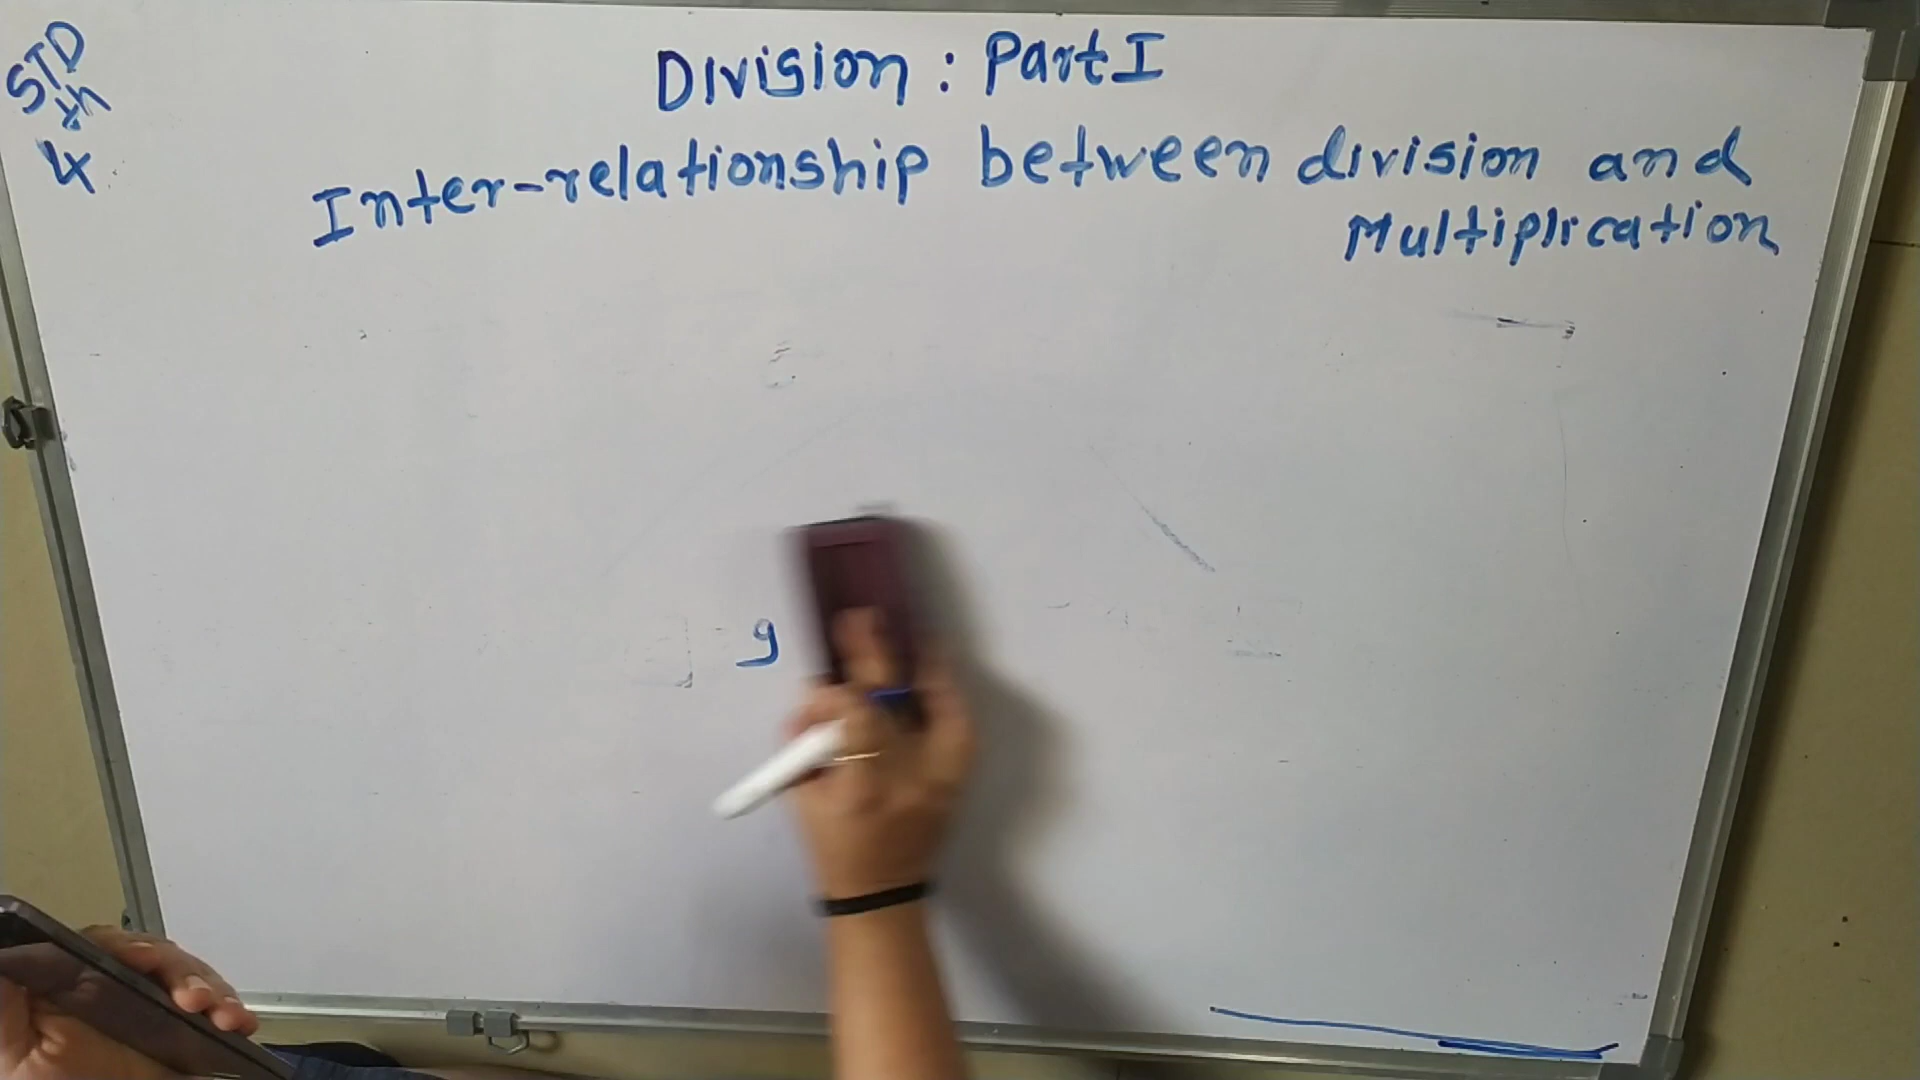 STD
4th
Division : Part I
Inter-relationship between division and
Multiplication
9